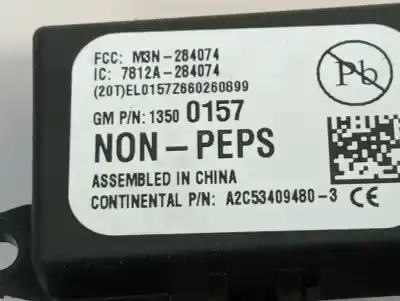 FCC: M3N-284074
IC: 7812A-284074
(20T)EL0157Z660260899
GM P/N: 1350 0157
NON-PEPS
ASSEMBLED IN CHINA
CONTINENTAL P/N: A2C53409480-3 CE
Pb